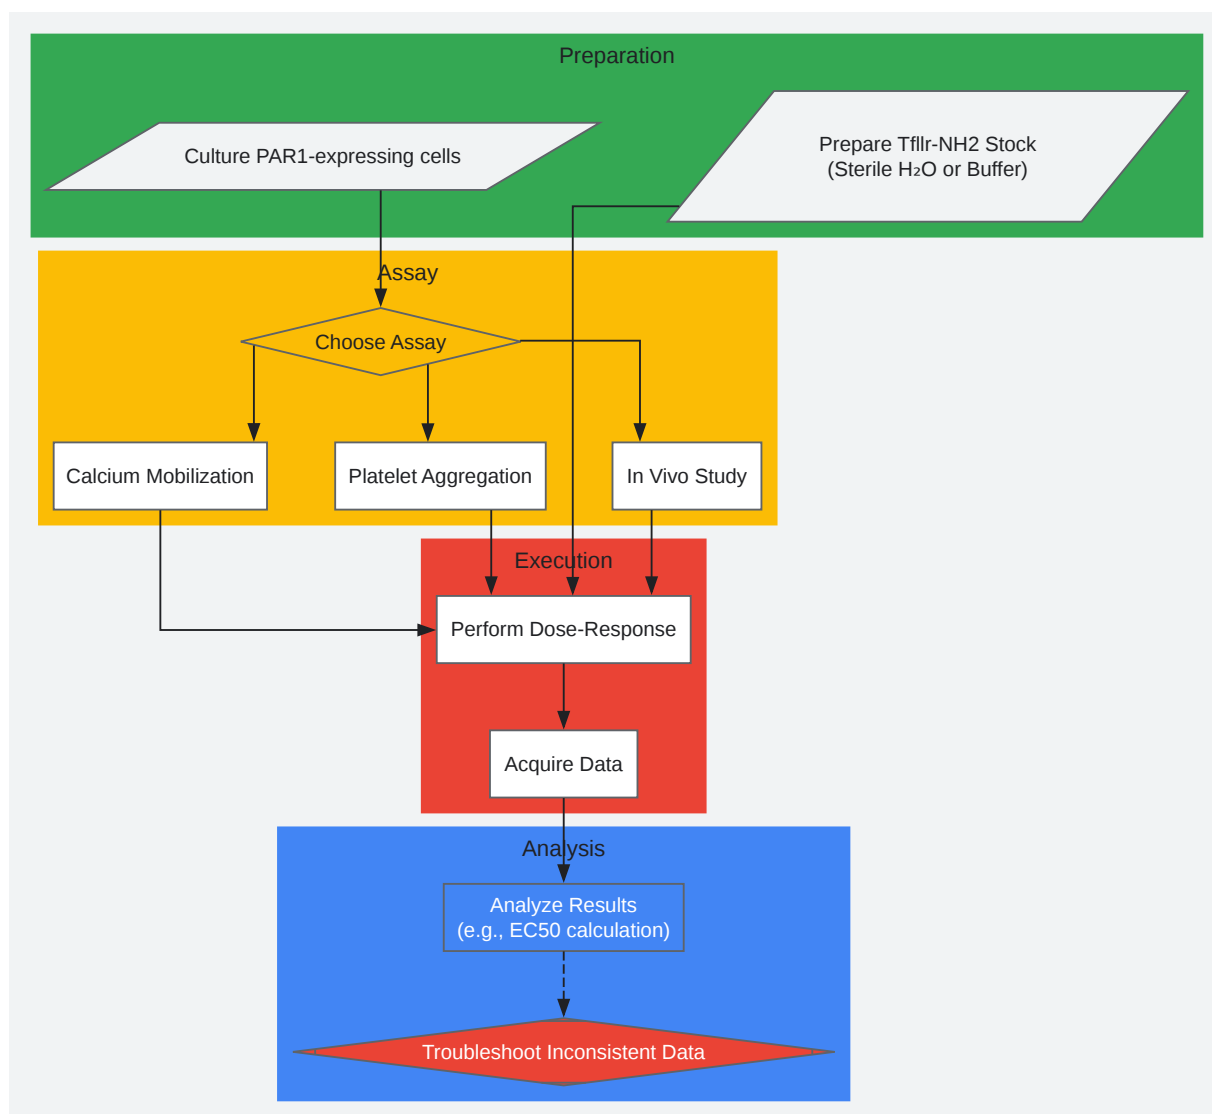 Preparation
Culture PAR1-expressing cells
Prepare Tfllr-NH2 Stock
(Sterile H₂O or Buffer)
Assay
Choose Assay
Calcium Mobilization
Platelet Aggregation
In Vivo Study
Execution
Perform Dose-Response
Acquire Data
Analysis
Analyze Results
(e.g., EC50 calculation)
Troubleshoot Inconsistent Data